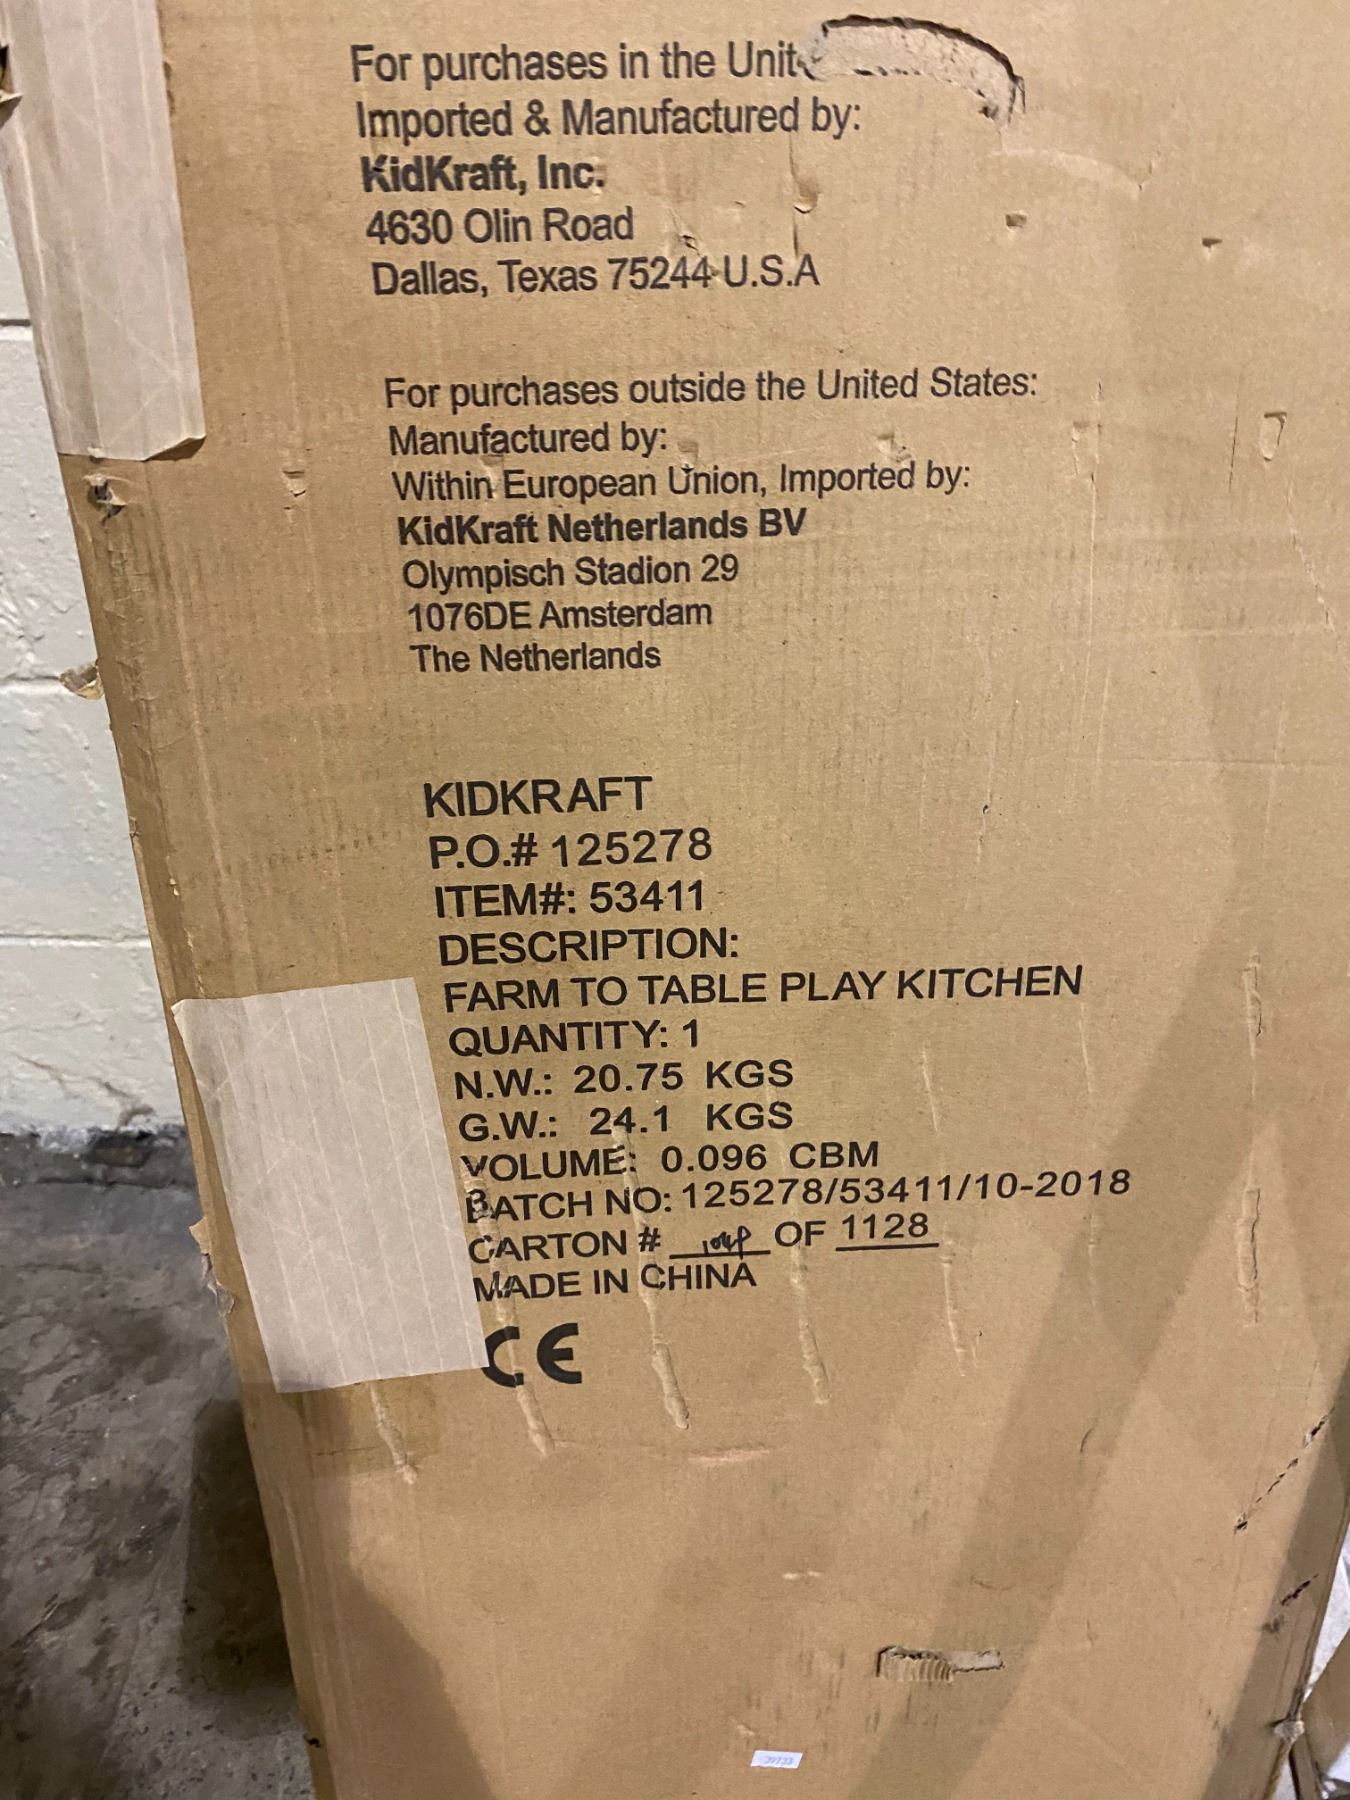 For purchases in the
Imported & Manufactured by:
KidKraft, Inc.
4630 Olin Road
Dallas, Texas 75244 U.S.A
For purchases outside the United States:
Manufactured by:
Within European Union, Imported by:
KidKraft Netherlands BV
Olympisch Stadion 29
1076DE Amsterdam
The Netherlands
KIDKRAFT
P.O.# 125278
ITEM#: 53411
DESCRIPTION:
FARM TO TABLE PLAY KITCHEN
QUANTITY: 1
N.W.: 20.75 KGS
G.W.: 24.1 KGS
VOLUME: 0.096 CBM
BATCH NO: 125278/53411/10-2018
CARTON # OF 1128
MADE IN CHINA
CE